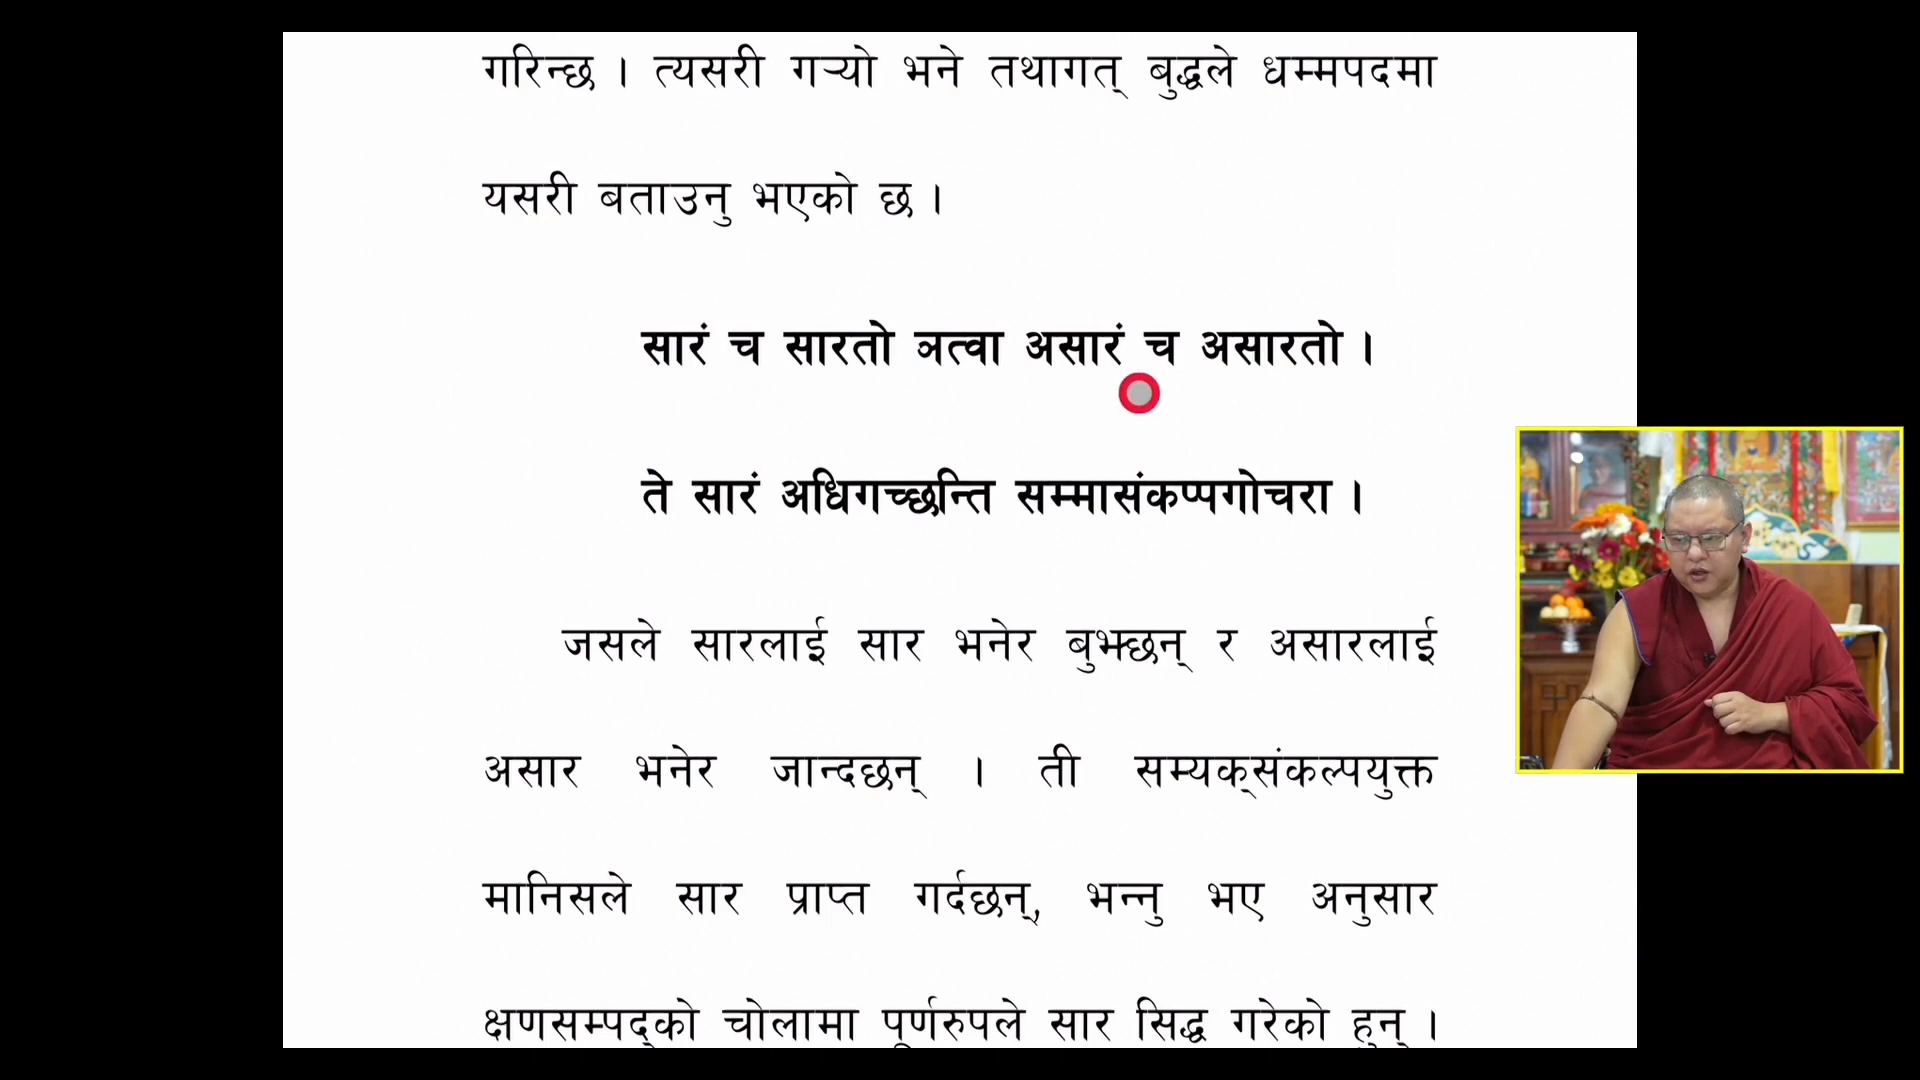 गरिन्छ । त्यसरी गऱ्यो भने तथागत् बुद्धले धम्मपदमा
यसरी बताउनु भएको छ ।
सारं च सारतो ञत्वा असारं च असारतो ।
ते सारं अधिगच्छन्ति सम्मासंकप्पगोचरा ।
जसले सारलाई सार भनेर बुझ्छन् र असारलाई
असार भनेर जान्दछन् । ती सम्यक्संकल्पयुक्त
मानिसले सार प्राप्त गर्दछन्, भन्नु भए अनुसार
क्षणसम्पद्को चोलामा पूर्णरुपले सार सिद्ध गरेको हुन् ।